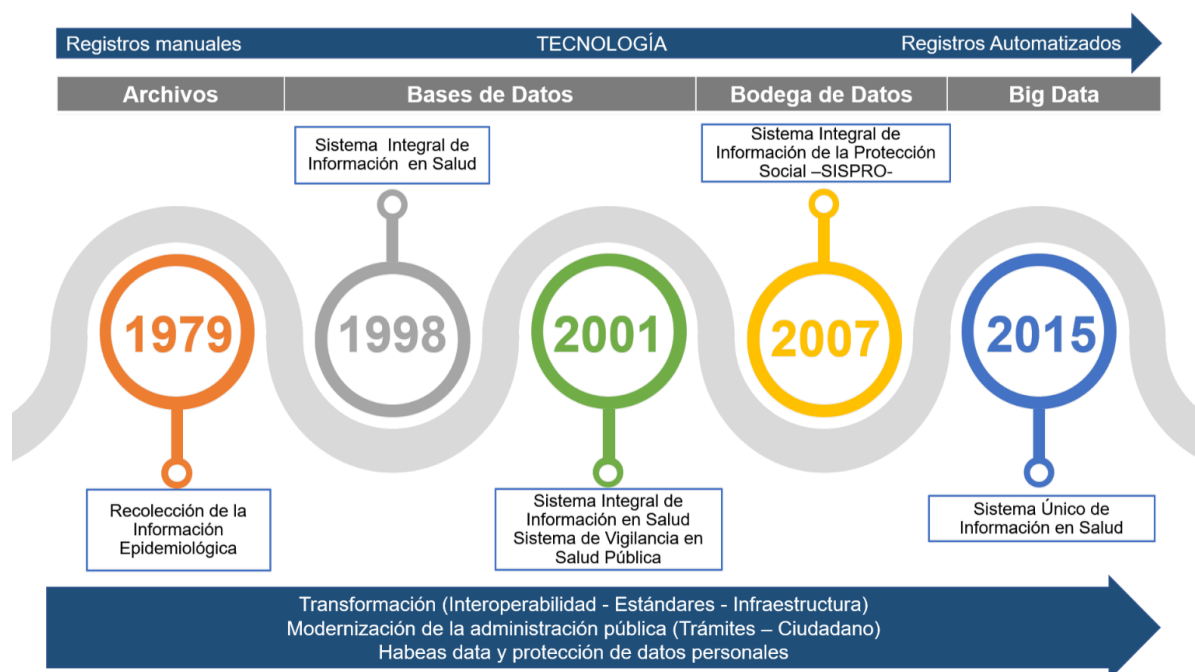 Registros manuales
TECNOLOGÍA
Registros Automatizados
Archivos
Bases de Datos
Bodega de Datos
Big Data
Sistema Integral de
Información en Salud
Sistema Integral de
Información de la Protección
Social –SISPRO-
1979
1998
2001
2007
2015
Recolección de la
Información
Epidemiológica
Sistema Integral de
Información en Salud
Sistema de Vigilancia en
Salud Pública
Sistema Único de
Información en Salud
Transformación (Interoperabilidad - Estándares - Infraestructura)
Modernización de la administración pública (Trámites – Ciudadano)
Habeas data y protección de datos personales